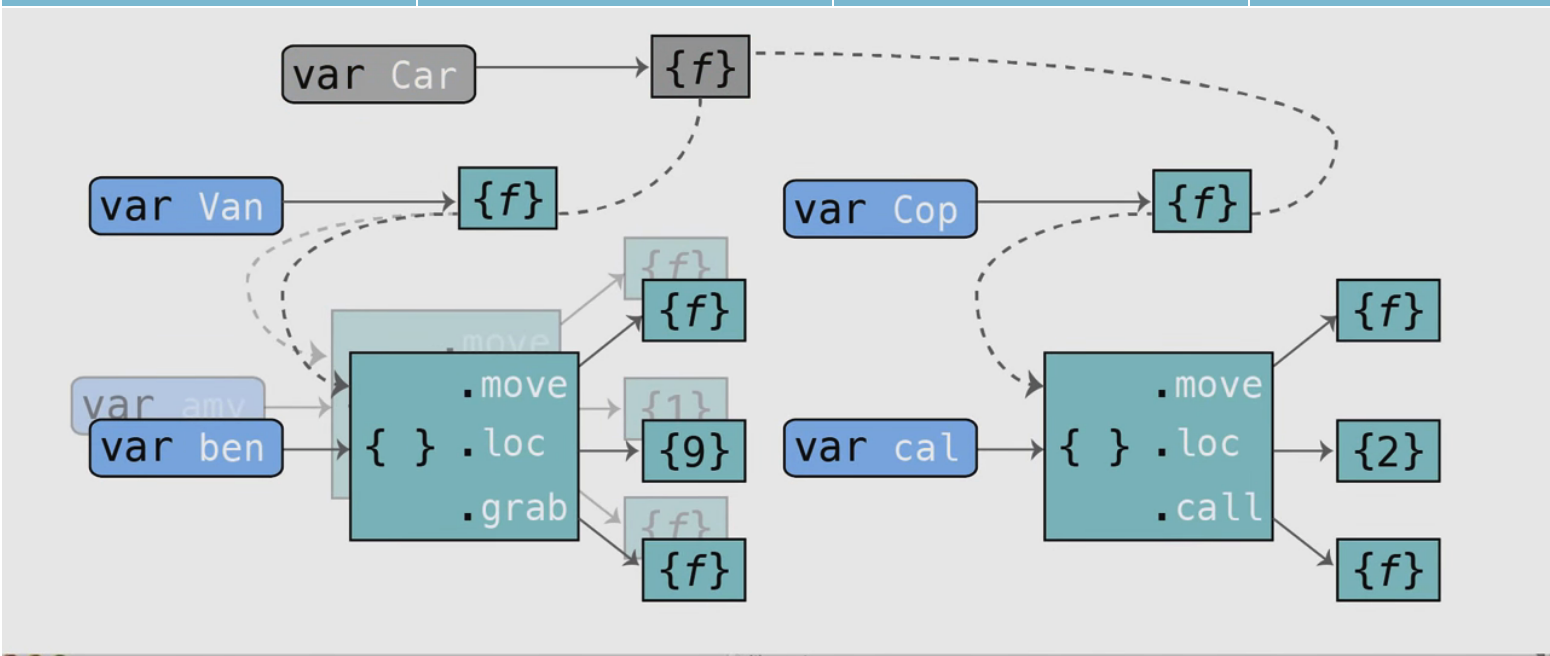 var Car
{f}
var Van
{f}
var Cop
{f}
{f}
.move
{f}
{f}
.move
.move
var amy
{1}
var ben
{ } .loc
{9}
var cal
{ } .loc
{2}
.grab
{f}
.call
{f}
{f}